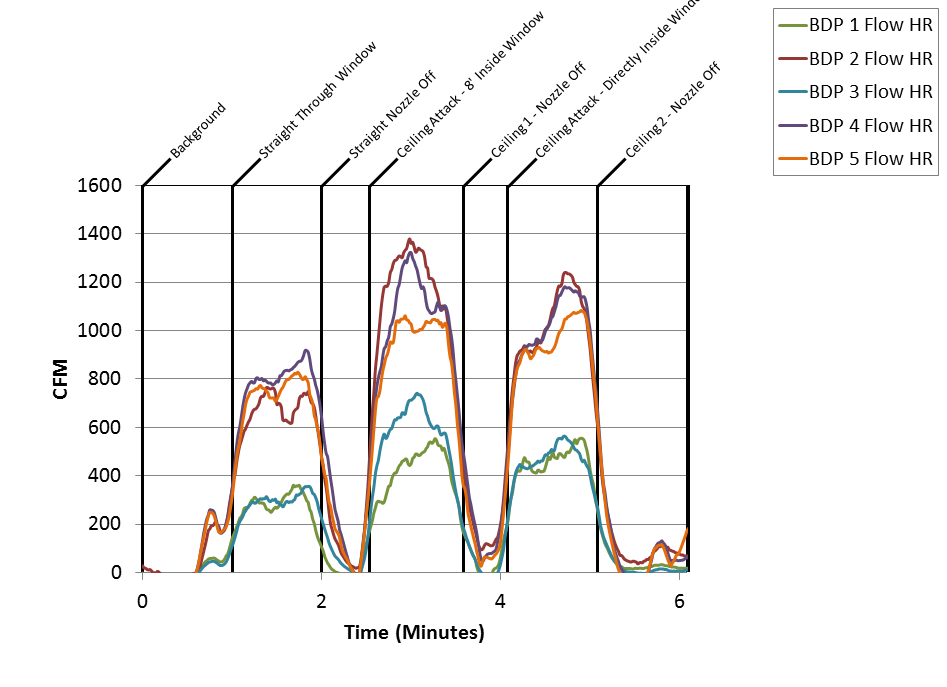 Background
Straight Through Window
Straight Nozzle Off
Ceiling Attack - 8' Inside Window
Ceiling 1 - Nozzle Off
Ceiling Attack - Directly Inside
Ceiling 2 - Nozzle Off
BDP 1 Flow HR
BDP 2 Flow HR
BDP 3 Flow HR
BDP 4 Flow HR
BDP 5 Flow HR
1600
1400
1200
1000
800
600
400
200
0
CFM
0 2 4 6
Time (Minutes)